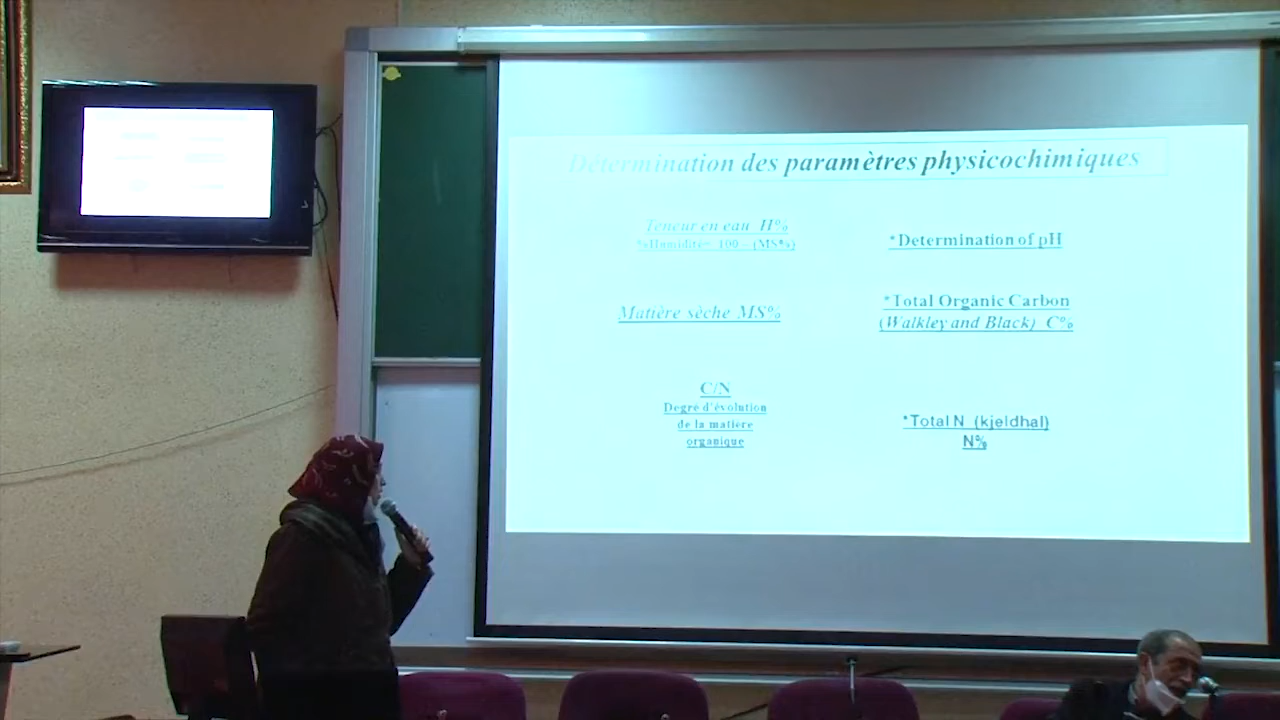 Détermination des paramètres physicochimiques
Teneur en eau H%
%Humidité= 100 – (MS%)
*Determination of pH
Matière sèche MS%
*Total Organic Carbon
(Walkley and Black) C%
C/N
Degré d'évolution
de la matière
organique
*Total N (kjeldhal)
N%